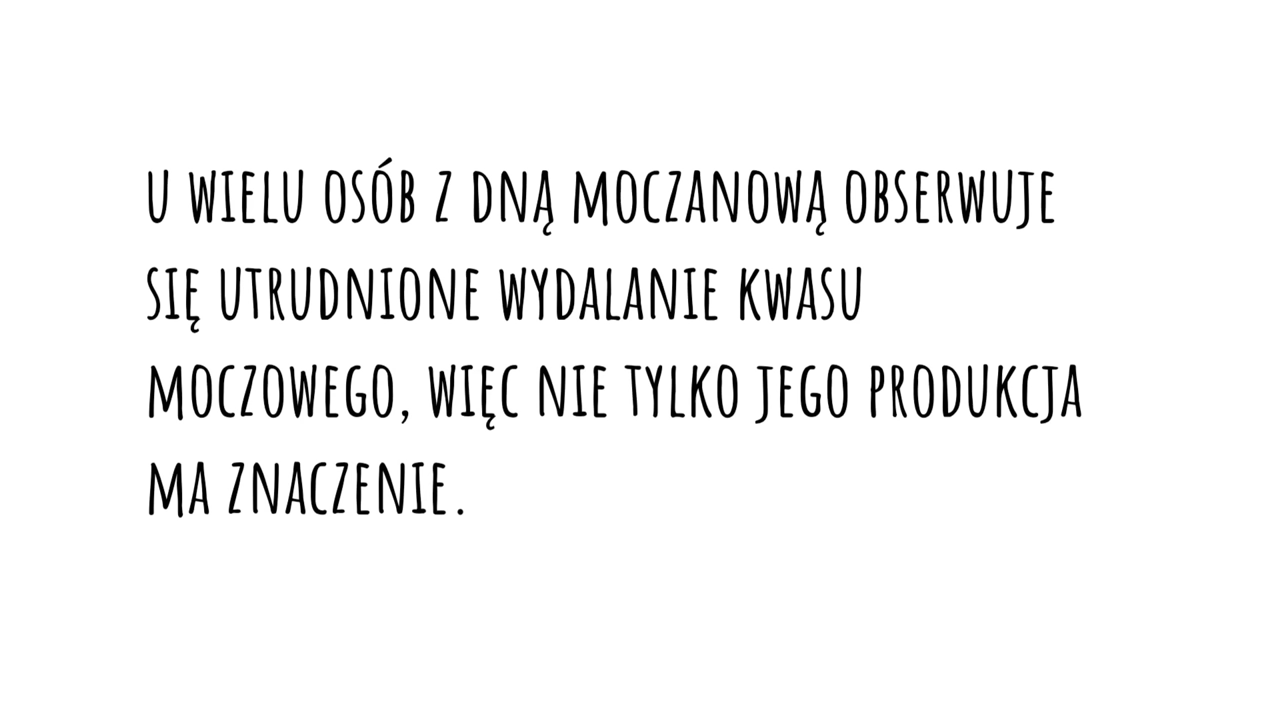 U WIELU OSÓB Z DNĄ MOCZANOWĄ OBSERWUJE
SIĘ UTRUDNIONE WYDALANIE KWASU
MOCZOWEGO, WIĘC NIE TYLKO JEGO PRODUKCJA
MA ZNACZENIE.